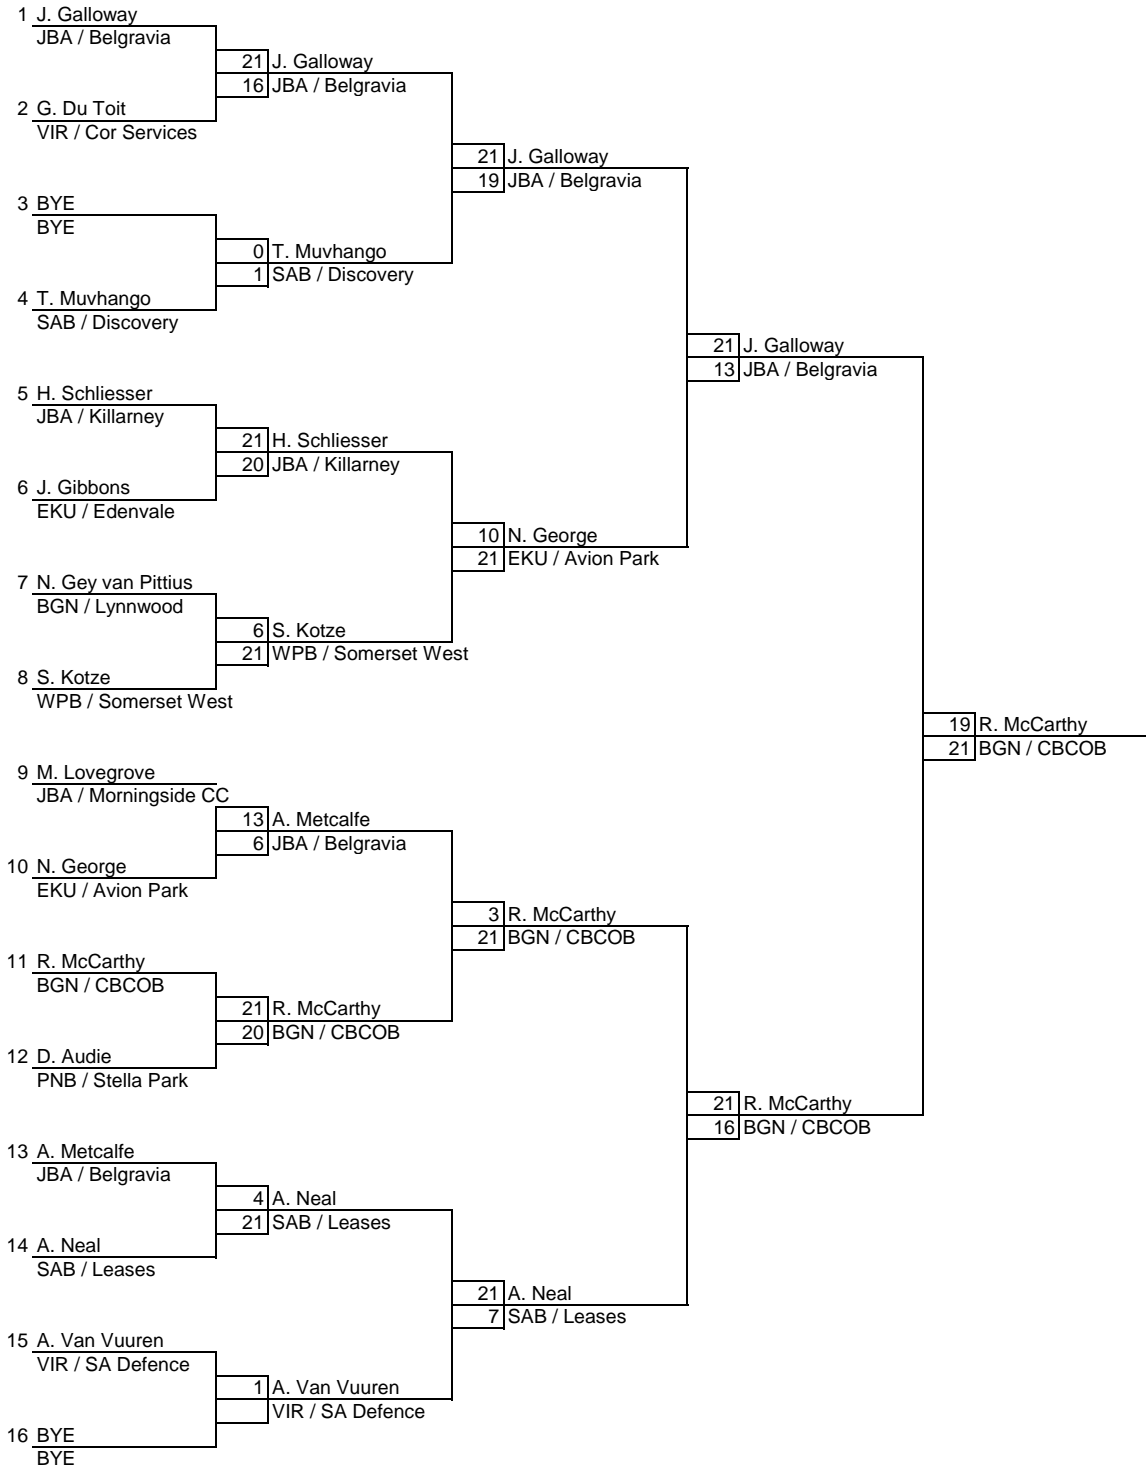 1 J. Galloway
JBA / Belgravia
21 J. Galloway
16 JBA / Belgravia
2 G. Du Toit
VIR / Cor Services
21 J. Galloway
19 JBA / Belgravia
3 BYE
BYE
0 T. Muvhango
1 SAB / Discovery
4 T. Muvhango
SAB / Discovery
21 J. Galloway
13 JBA / Belgravia
5 H. Schliesser
JBA / Killarney
21 H. Schliesser
20 JBA / Killarney
6 J. Gibbons
EKU / Edenvale
10 N. George
21 EKU / Avion Park
7 N. Gey van Pittius
BGN / Lynnwood
6 S. Kotze
21 WPB / Somerset West
8 S. Kotze
WPB / Somerset West
19 R. McCarthy
21 BGN / CBCOB
9 M. Lovegrove
JBA / Morningside CC
13 A. Metcalfe
6 JBA / Belgravia
10 N. George
EKU / Avion Park
3 R. McCarthy
21 BGN / CBCOB
11 R. McCarthy
BGN / CBCOB
21 R. McCarthy
20 BGN / CBCOB
12 D. Audie
PNB / Stella Park
21 R. McCarthy
16 BGN / CBCOB
13 A. Metcalfe
JBA / Belgravia
4 A. Neal
21 SAB / Leases
14 A. Neal
SAB / Leases
21 A. Neal
7 SAB / Leases
15 A. Van Vuuren
VIR / SA Defence
1 A. Van Vuuren
VIR / SA Defence
16 BYE
BYE